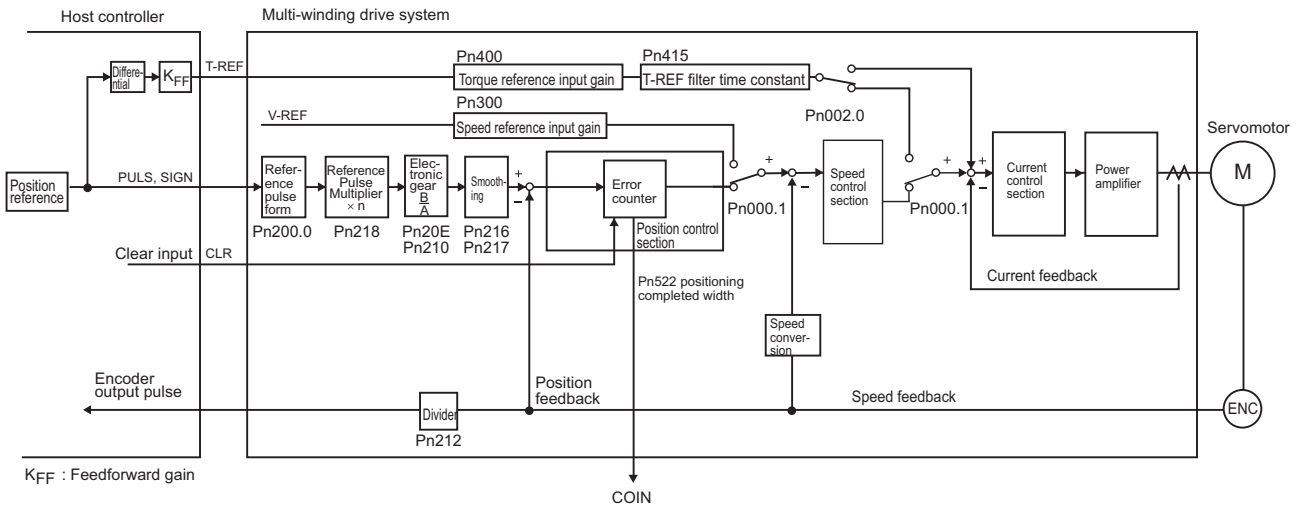 Host controller
Multi-winding drive system
Differe-
ntial
KFF
T-REF
Pn400
Torque reference input gain
Pn415
T-REF filter time constant
Pn002.0
V-REF
Pn300
Speed reference input gain
Servomotor
M
Position
reference
PULS, SIGN
Refer-
ence
pulse
form
Pn200.0
Reference
Pulse
Multiplier
× n
Pn218
Elec-
tronic
gear
B
A
Pn20E
Pn210
Smooth-
ing
Pn216
Pn217
+
−
Error
counter
Position control
section
Pn000.1
+
−
Speed
control
section
Pn000.1
+
+
−
Current
control
section
Power
amplifier
Clear input
CLR
Pn522 positioning
completed width
Current feedback
Speed
conver-
sion
Encoder
output pulse
Divider
Pn212
Position
feedback
Speed feedback
ENC
KFF : Feedforward gain
COIN